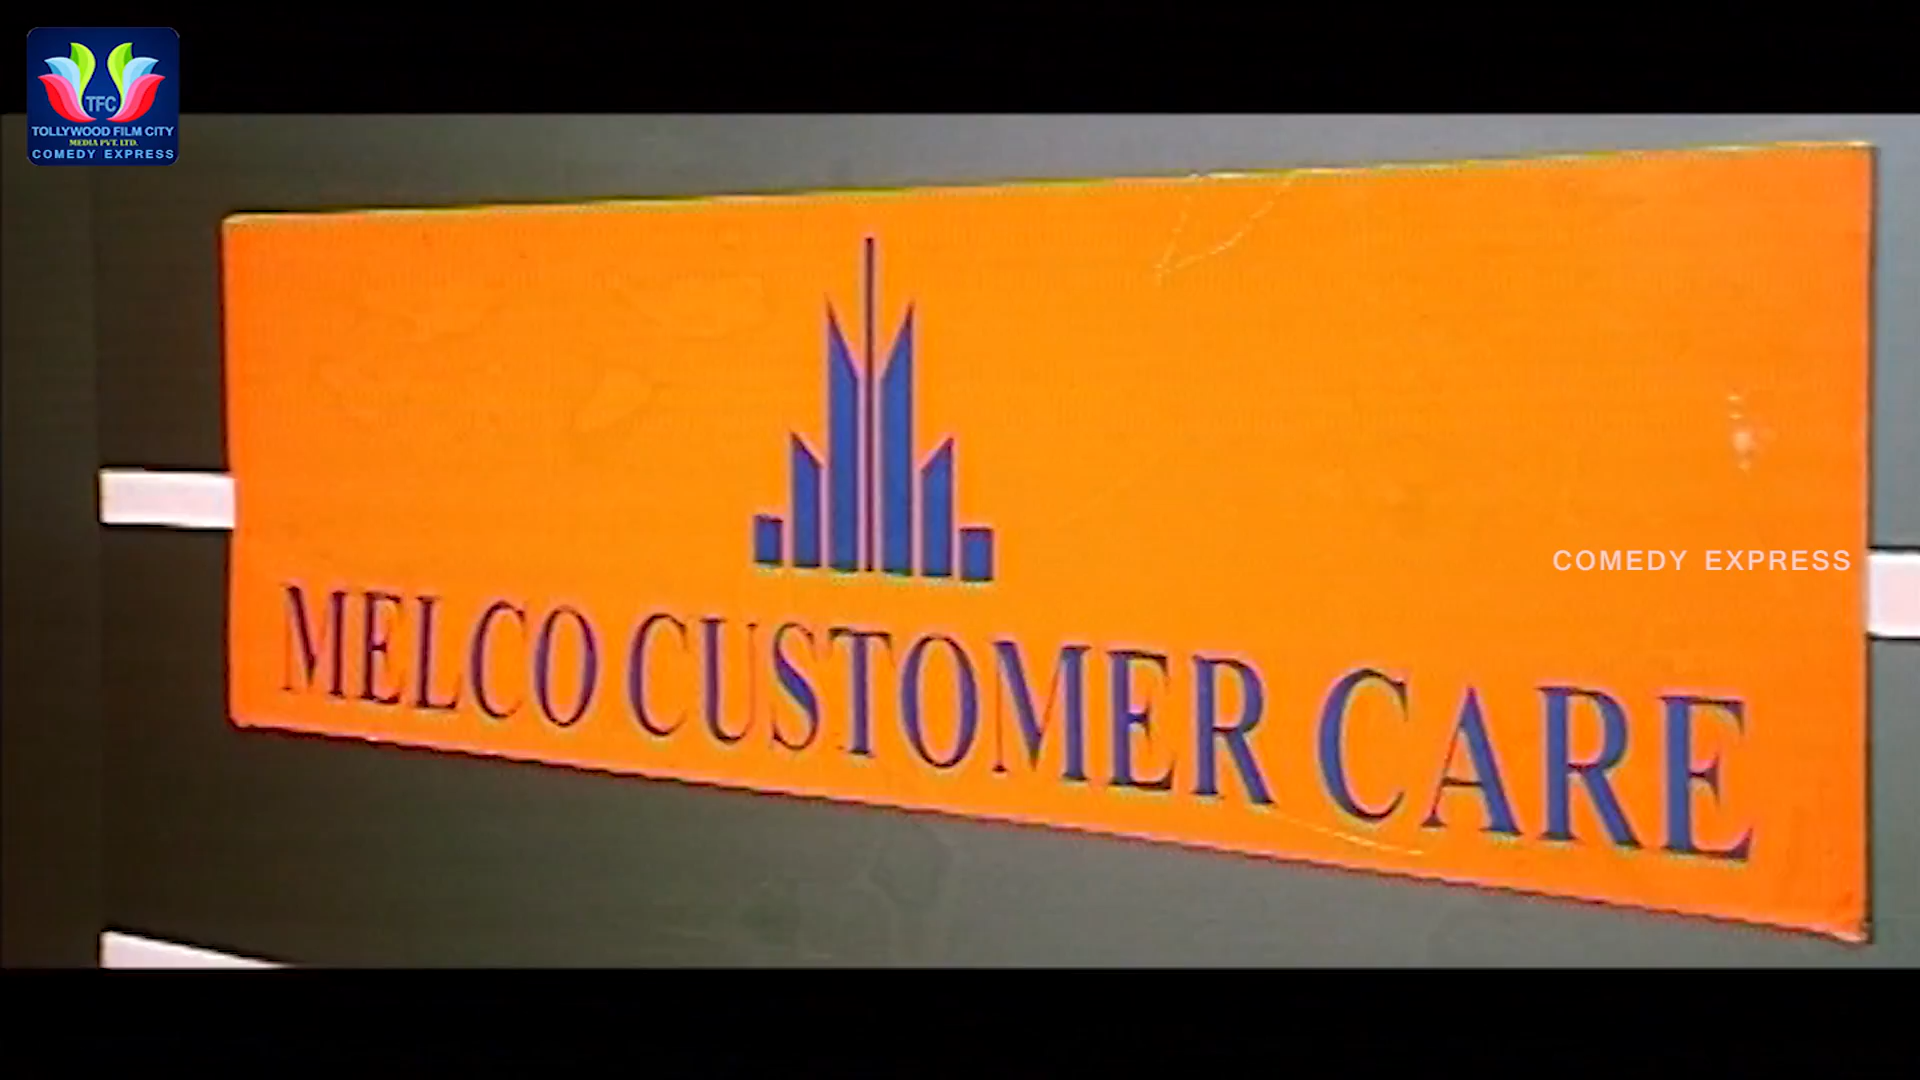 TFC
TOLLYWOOD FILM CITY
MEDIA PVT. LTD.
COMEDY EXPRESS
COMEDY EXPRESS
MELCO CUSTOMER CARE